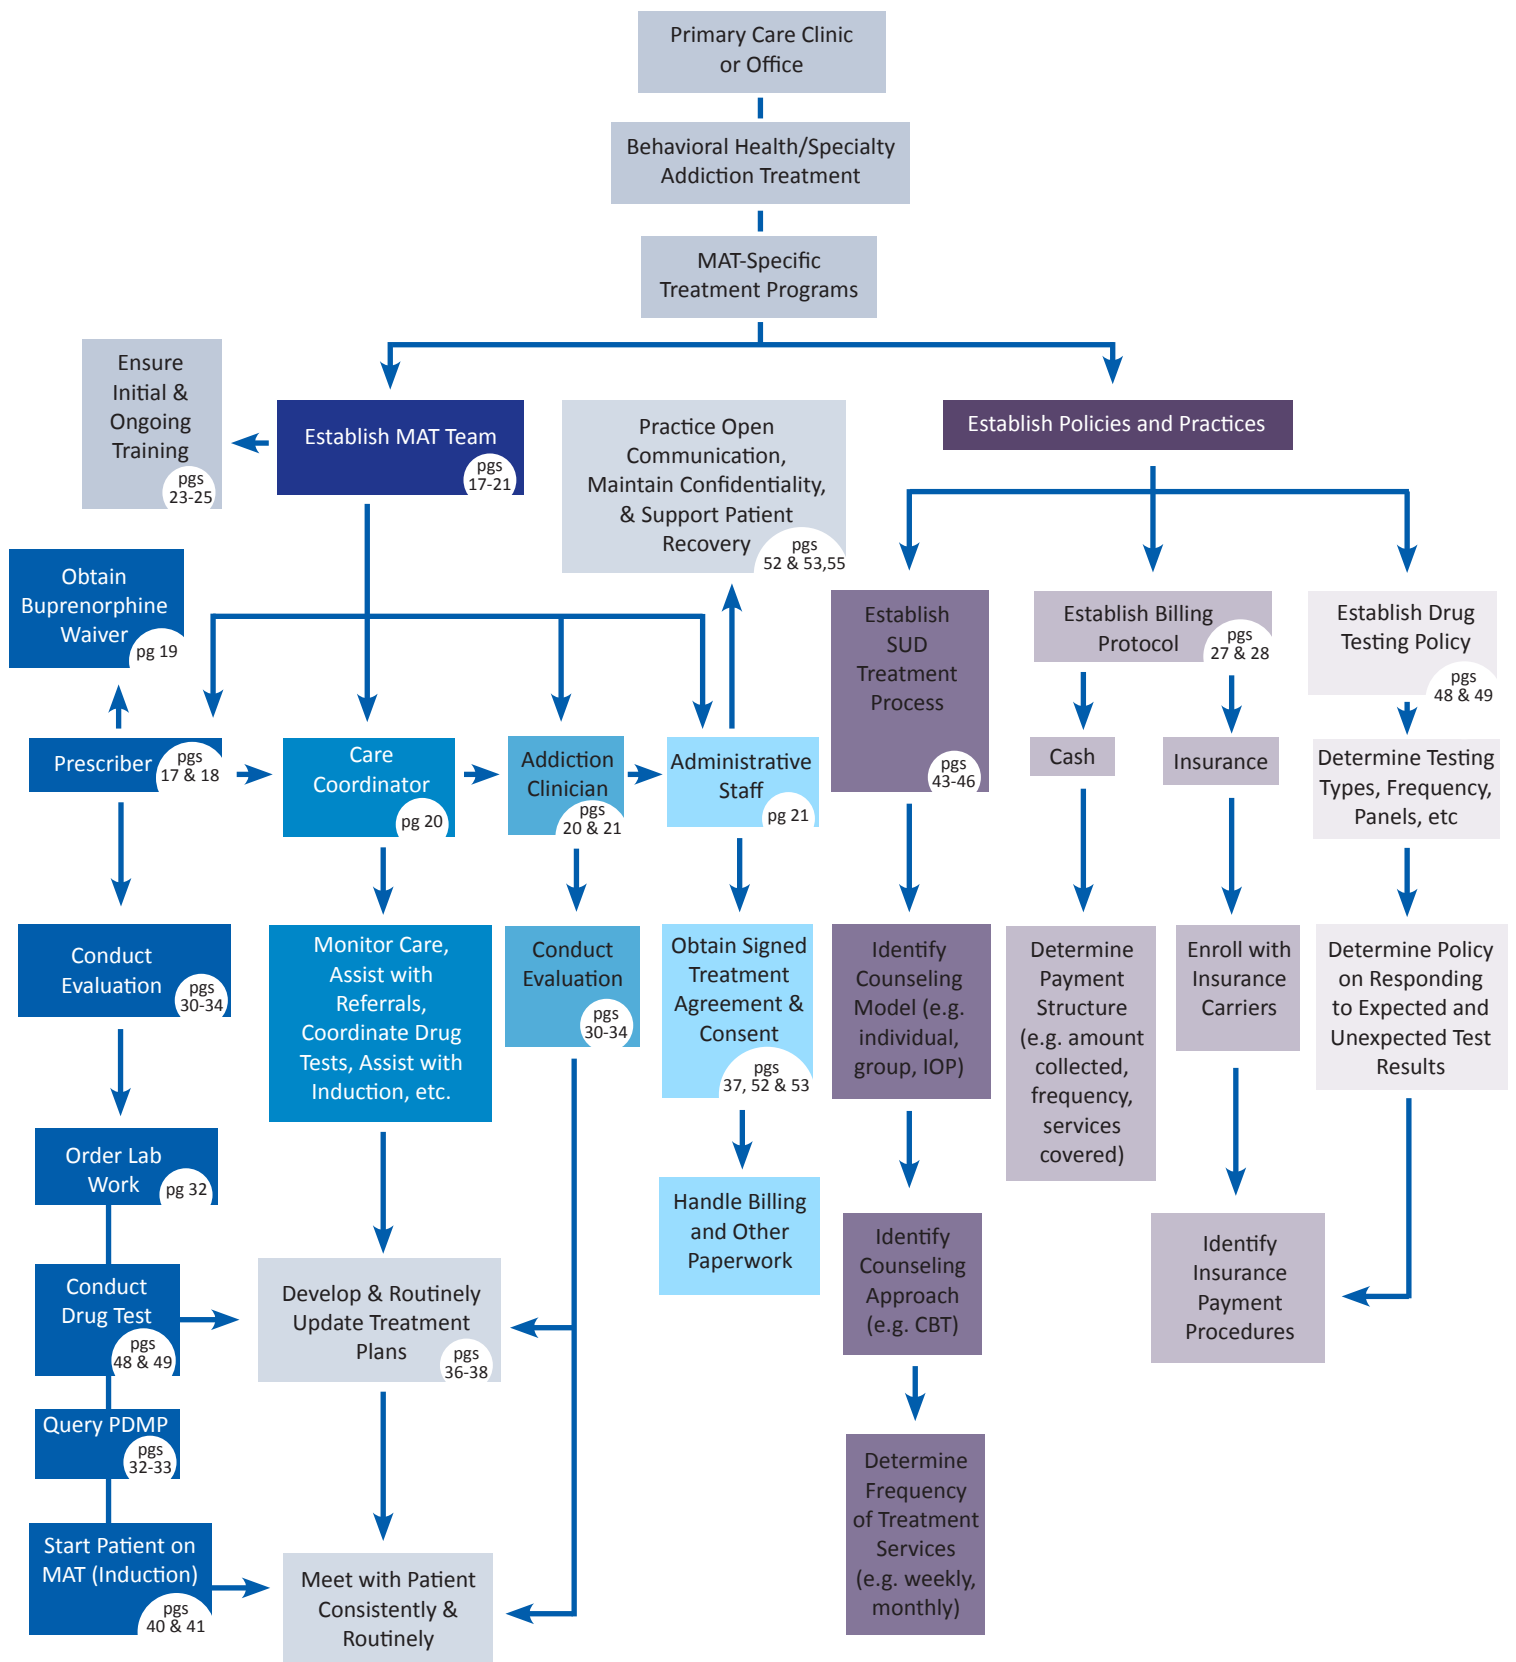 Primary Care Clinic
or Office
Behavioral Health/Specialty
Addiction Treatment
MAT-Specific
Treatment Programs
Ensure
Initial &
Ongoing
Training
pgs
23-25
Establish MAT Team
pgs
17-21
Practice Open
Communication,
Maintain Confidentiality,
& Support Patient
Recovery
pgs
52 & 53,55
Establish Policies and Practices
Obtain
Buprenorphine
Waiver
pg 19
Establish
SUD
Treatment
Process
pgs
43-46
Establish Billing
Protocol
pgs
27 & 28
Establish Drug
Testing Policy
pgs
48 & 49
Prescriber
pgs
17 & 18
Care
Coordinator
pg 20
Addiction
Clinician
pgs
20 & 21
Administrative
Staff
pg 21
Cash
Insurance
Determine Testing
Types, Frequency,
Panels, etc
Conduct
Evaluation
pgs
30-34
Monitor Care,
Assist with
Referrals,
Coordinate Drug
Tests, Assist with
Induction, etc.
Conduct
Evaluation
pgs
30-34
Obtain Signed
Treatment
Agreement &
Consent
pgs
37, 52 & 53
Identify
Counseling
Model (e.g.
individual,
group, IOP)
Determine
Payment
Structure
(e.g. amount
collected,
frequency,
services
covered)
Enroll with
Insurance
Carriers
Determine Policy
on Responding
to Expected and
Unexpected Test
Results
Order Lab
Work
pg 32
Handle Billing
and Other
Paperwork
Identify
Counseling
Approach
(e.g. CBT)
Identify
Insurance
Payment
Procedures
Conduct
Drug Test
pgs
48 & 49
Develop & Routinely
Update Treatment
Plans
pgs
36-38
Query PDMP
pgs
32-33
Determine
Frequency
of Treatment
Services
(e.g. weekly,
monthly)
Start Patient on
MAT (Induction)
pgs
40 & 41
Meet with Patient
Consistently &
Routinely